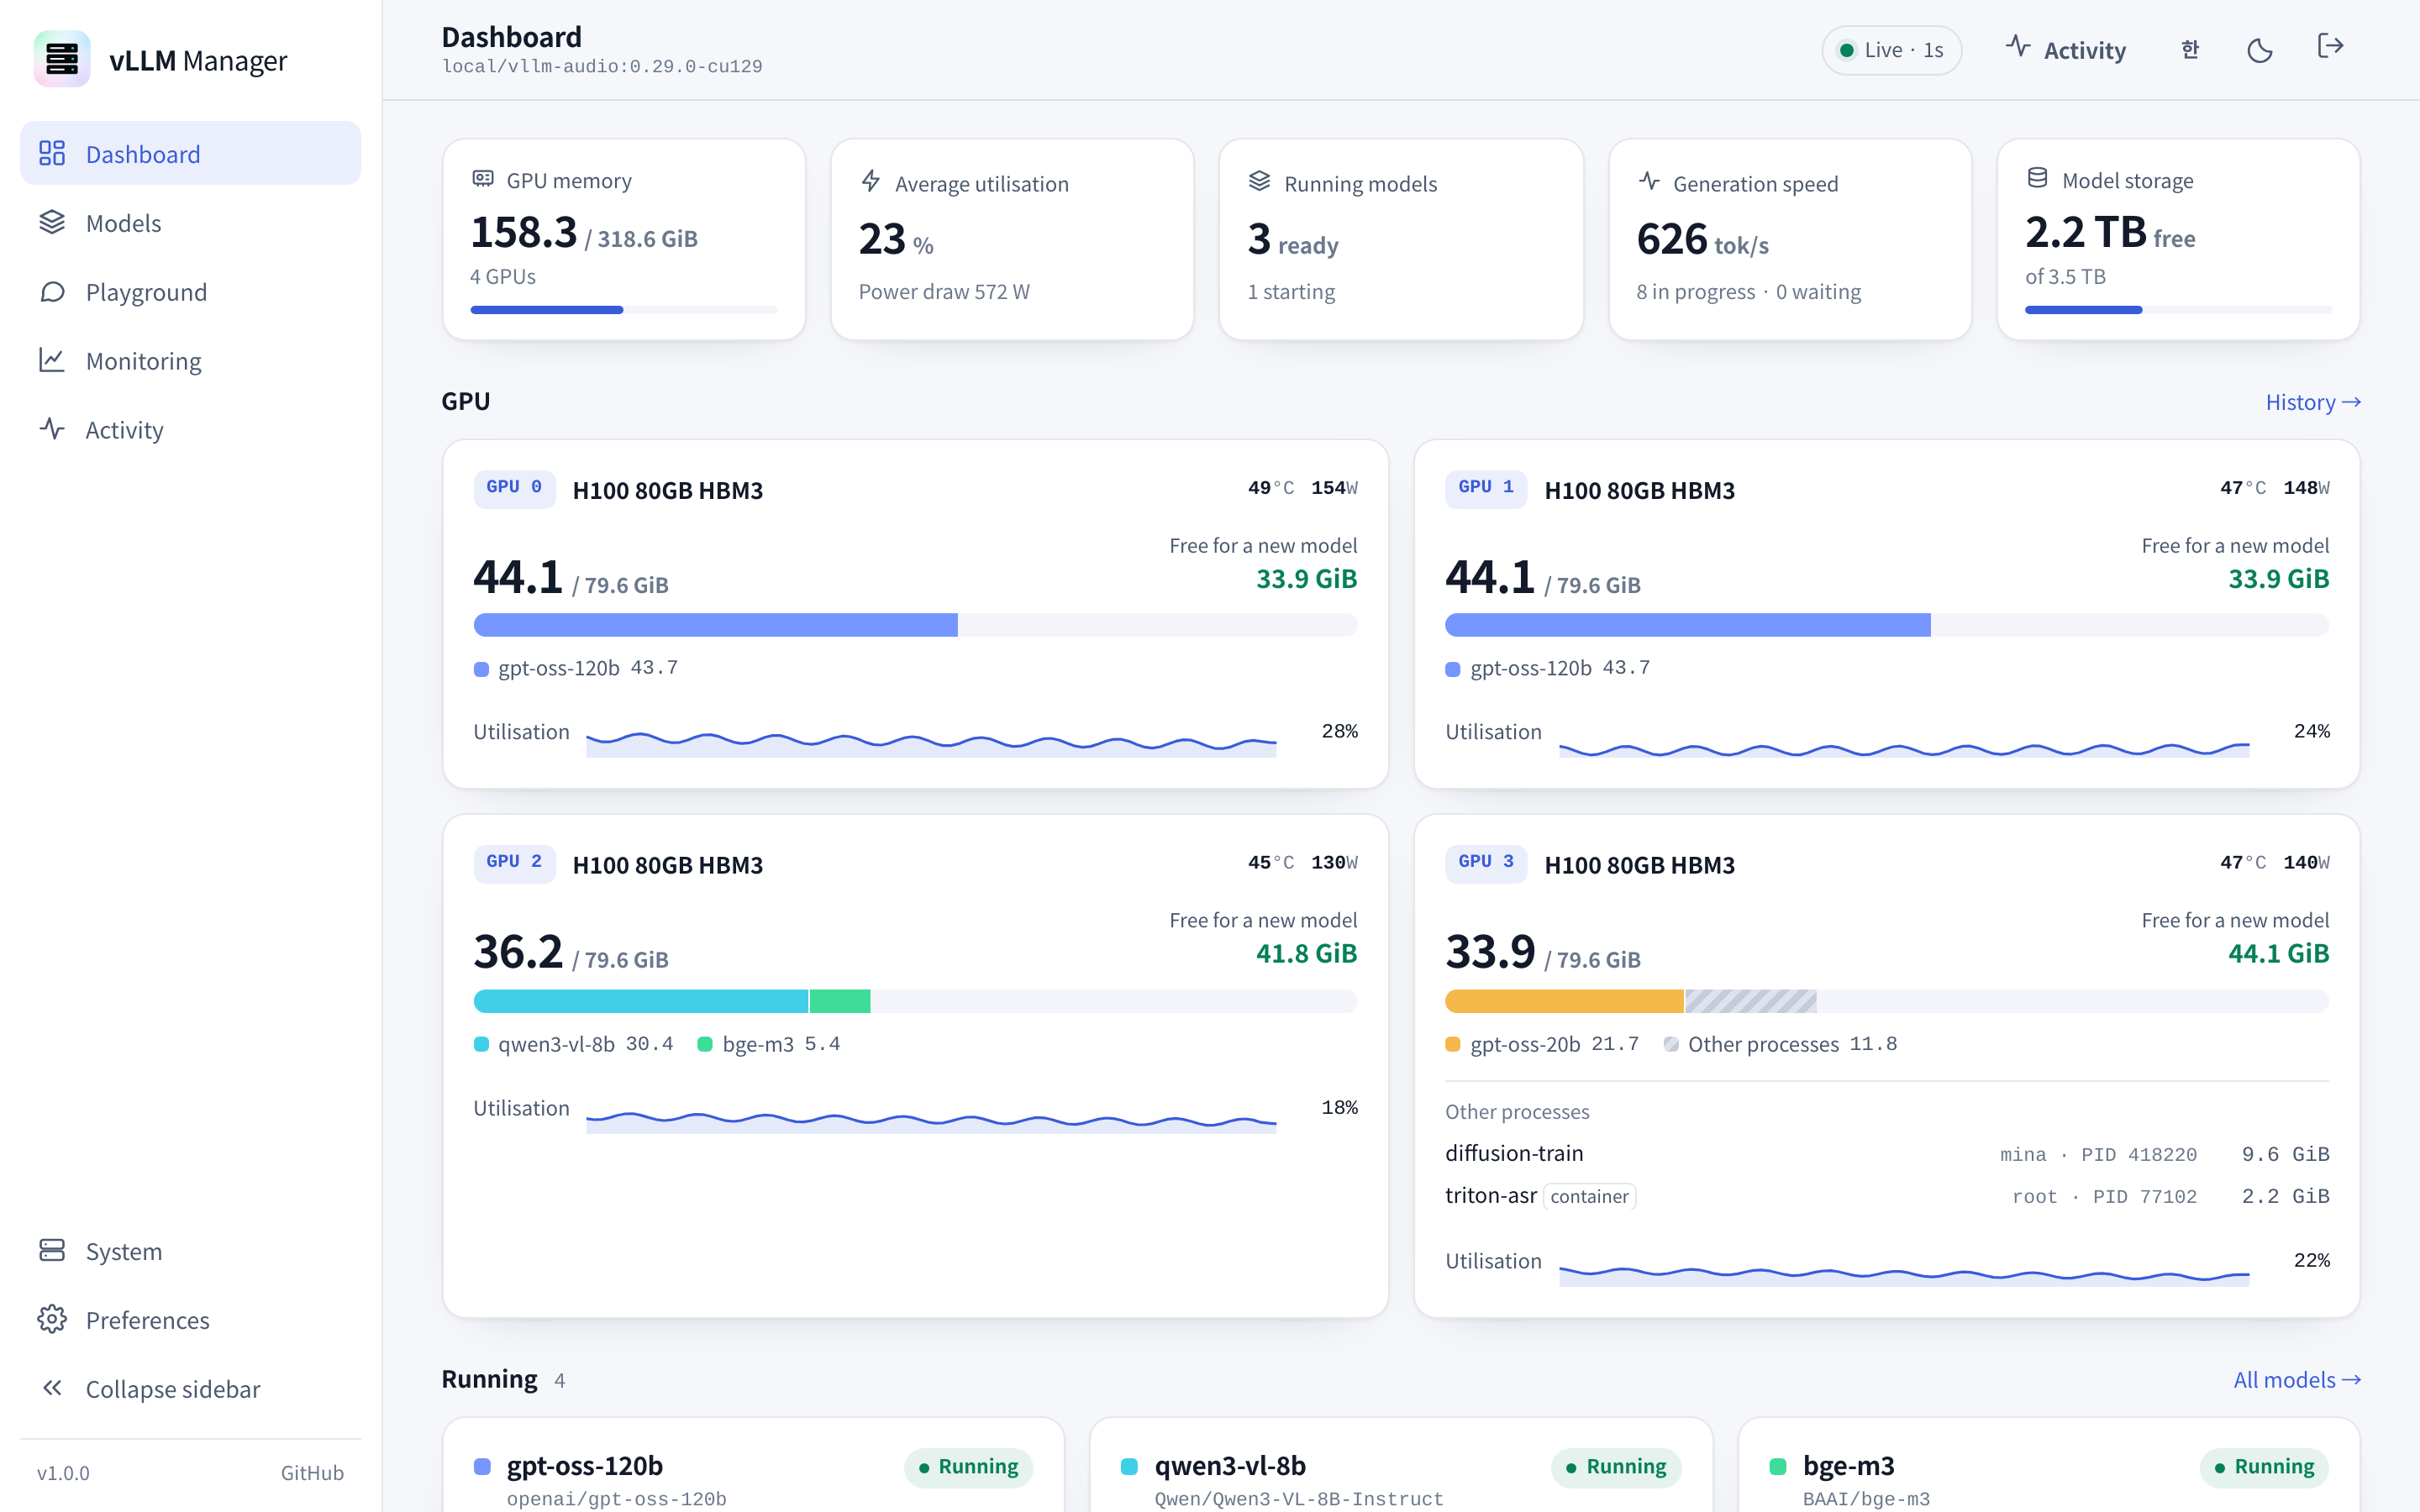 vLLM Manager
Dashboard
Models
Playground
Monitoring
Activity
System
Preferences
Collapse sidebar
v1.0.0 GitHub
Dashboard
local/vllm-audio:0.29.0-cu129
Live · 1s
Activity
한
GPU memory
158.3 / 318.6 GiB
4 GPUs
Average utilisation
23 %
Power draw 572 W
Running models
3 ready
1 starting
Generation speed
626 tok/s
8 in progress · 0 waiting
Model storage
2.2 TB free
of 3.5 TB
GPU
History →
GPU 0 H100 80GB HBM3 49°C 154W
Free for a new model
44.1 / 79.6 GiB 33.9 GiB
gpt-oss-120b 43.7
Utilisation 28%
GPU 1 H100 80GB HBM3 47°C 148W
Free for a new model
44.1 / 79.6 GiB 33.9 GiB
gpt-oss-120b 43.7
Utilisation 24%
GPU 2 H100 80GB HBM3 45°C 130W
Free for a new model
36.2 / 79.6 GiB 41.8 GiB
qwen3-vl-8b 30.4 bge-m3 5.4
Utilisation 18%
GPU 3 H100 80GB HBM3 47°C 140W
Free for a new model
33.9 / 79.6 GiB 44.1 GiB
gpt-oss-20b 21.7 Other processes 11.8
Other processes
diffusion-train mina · PID 418220 9.6 GiB
triton-asr container root · PID 77102 2.2 GiB
Utilisation 22%
Running 4
All models →
gpt-oss-120b Running
openai/gpt-oss-120b
qwen3-vl-8b Running
Qwen/Qwen3-VL-8B-Instruct
bge-m3 Running
BAAI/bge-m3